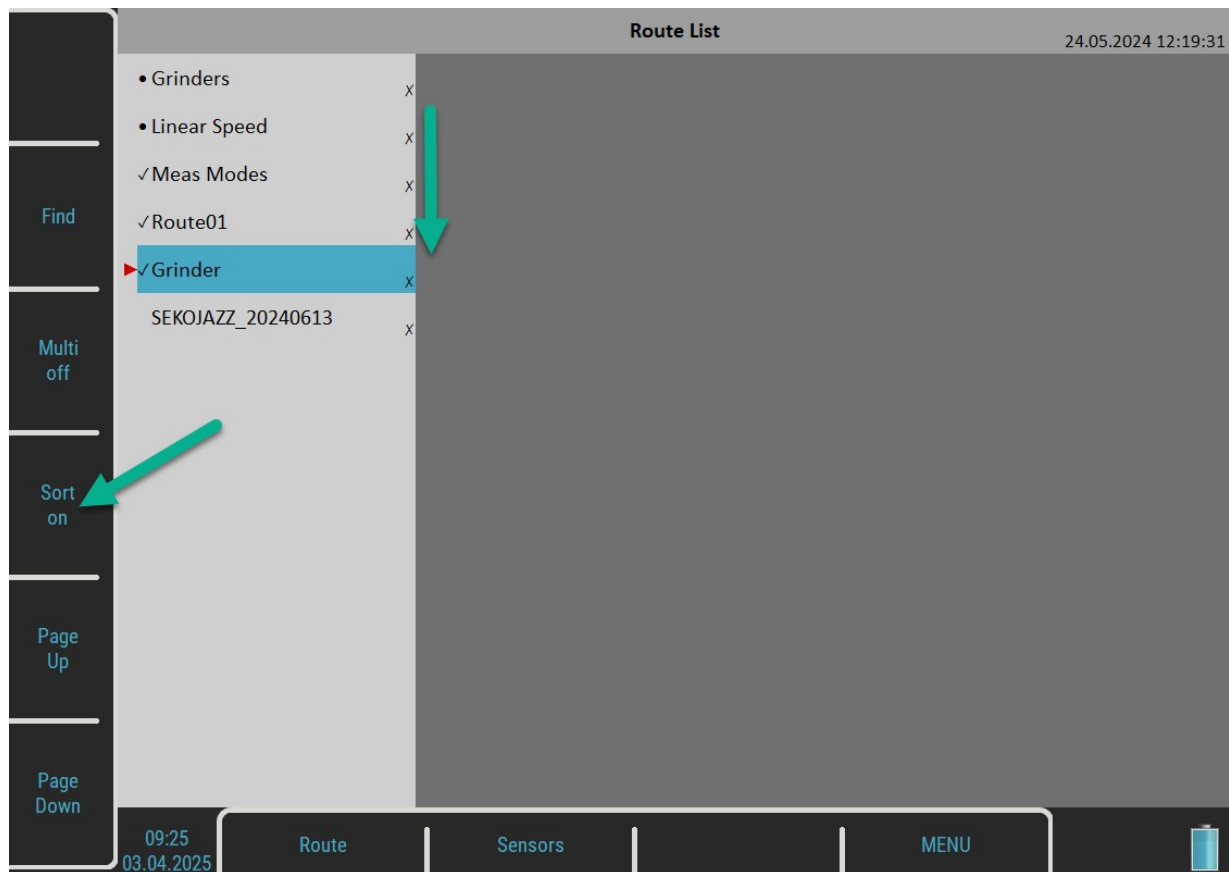 Route List
24.05.2024 12:19:31
• Grinders
x
• Linear Speed
x
✓Meas Modes
x
✓Route01
x
✓Grinder
x
SEKOJAZZ_20240613
x
Find
Multi
off
Sort
on
Page
Up
Page
Down
09:25
03.04.2025
Route
Sensors
MENU